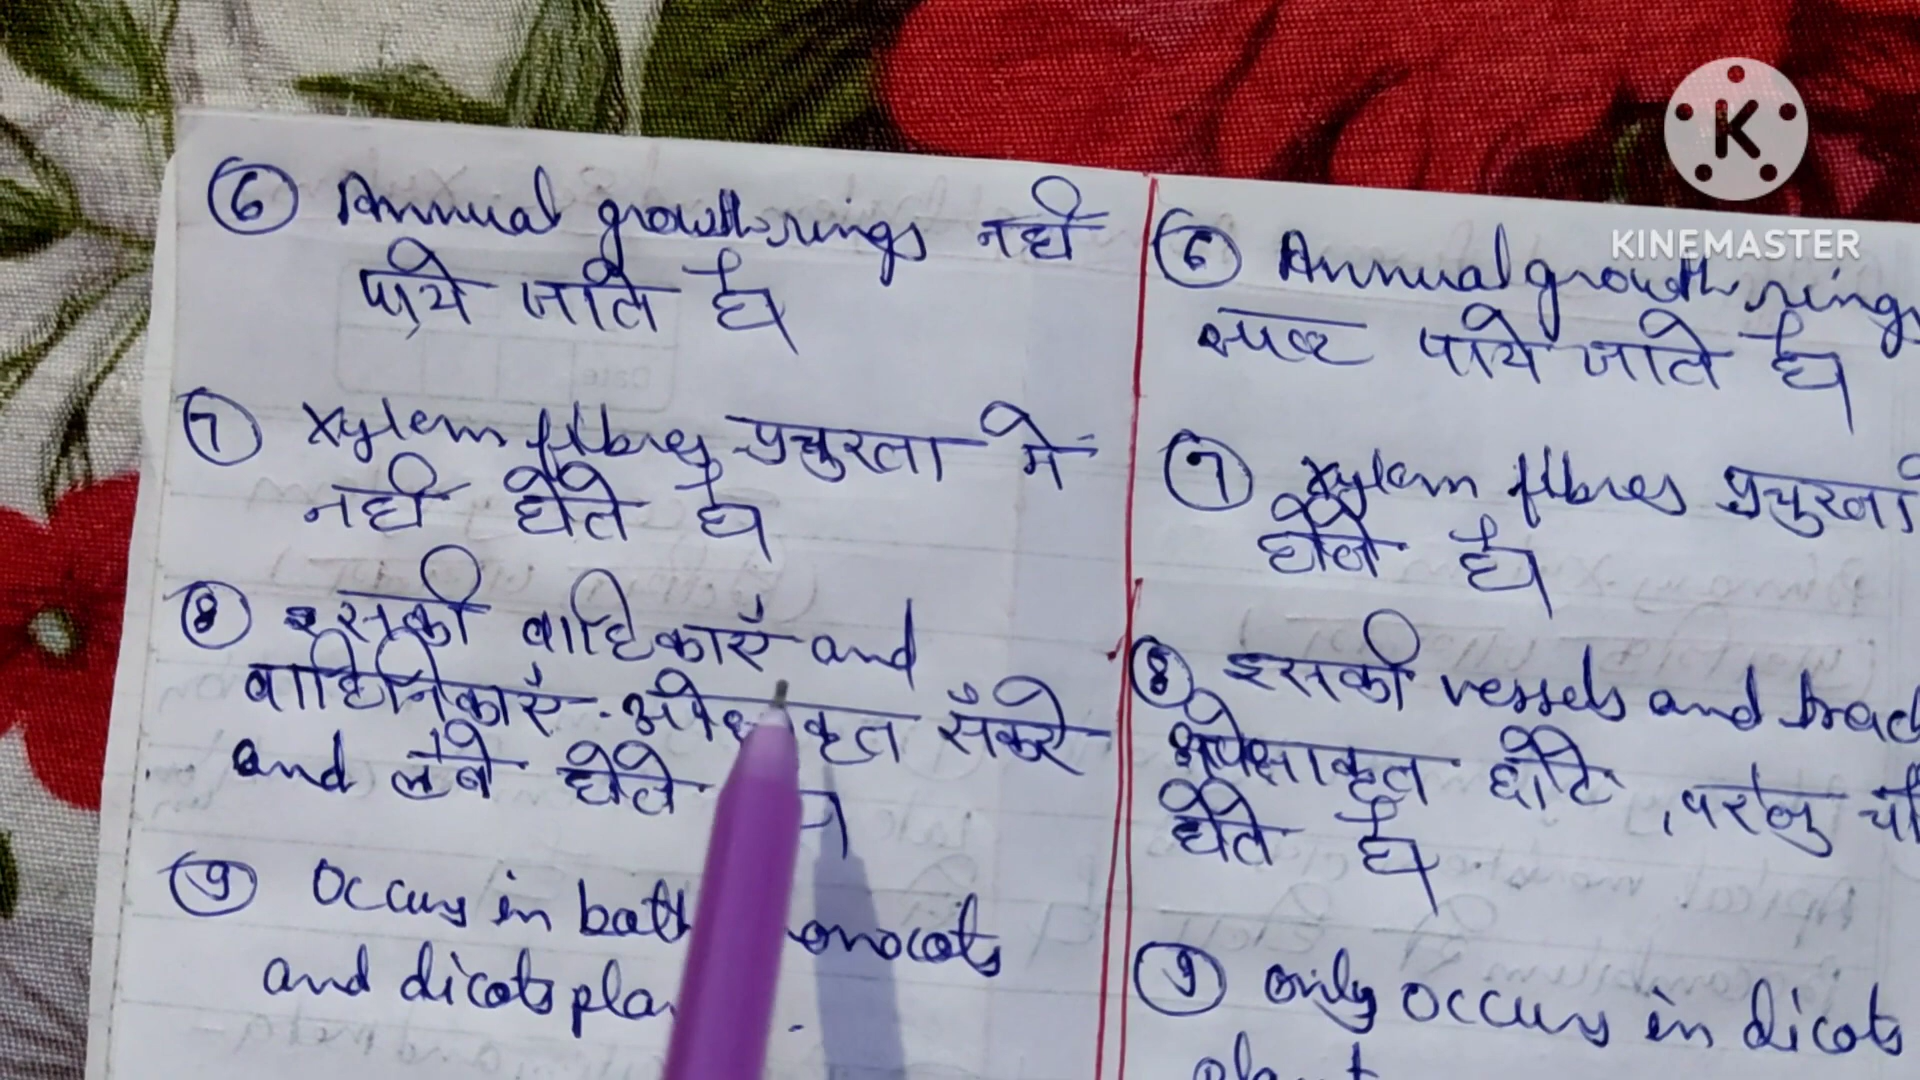 ⑥ Annual growth rings नही
पाये जाते है
⑦ Xylem fibres प्रचुरता मे
नही होते है
⑧ इसकी वाहिकाएँ and
वाहिनिकाएँ अपेक्षाकृत सँकरे
and लंबे होते
⑨ Occurs in both monocots
and dicots
K
KINEMASTER
⑥ Annual growth rings
स्पष्ट पाये जाते है
⑦ Xylem fibres प्रचुरता
होते है
⑧ इसकी vessels and
अपेक्षाकृत छोटे, परन्तु
होते है
⑨ only occurs in dicots
plant